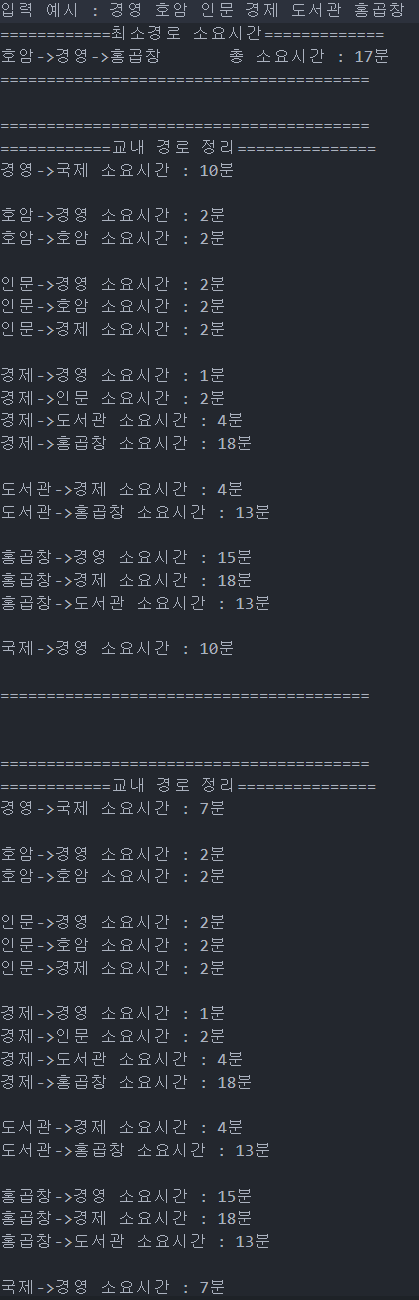 입력 예시 : 경영 호암 인문 경제 도서관 홍곱창
============최소경로 소요시간=============
호암->경영->홍곱창 총 소요시간 : 17분
========================================
========================================
============교내 경로 정리===============
경영->국제 소요시간 : 10분
호암->경영 소요시간 : 2분
호암->호암 소요시간 : 2분
인문->경영 소요시간 : 2분
인문->호암 소요시간 : 2분
인문->경제 소요시간 : 2분
경제->경영 소요시간 : 1분
경제->인문 소요시간 : 2분
경제->도서관 소요시간 : 4분
경제->홍곱창 소요시간 : 18분
도서관->경제 소요시간 : 4분
도서관->홍곱창 소요시간 : 13분
홍곱창->경영 소요시간 : 15분
홍곱창->경제 소요시간 : 18분
홍곱창->도서관 소요시간 : 13분
국제->경영 소요시간 : 10분
========================================
========================================
============교내 경로 정리===============
경영->국제 소요시간 : 7분
호암->경영 소요시간 : 2분
호암->호암 소요시간 : 2분
인문->경영 소요시간 : 2분
인문->호암 소요시간 : 2분
인문->경제 소요시간 : 2분
경제->경영 소요시간 : 1분
경제->인문 소요시간 : 2분
경제->도서관 소요시간 : 4분
경제->홍곱창 소요시간 : 18분
도서관->경제 소요시간 : 4분
도서관->홍곱창 소요시간 : 13분
홍곱창->경영 소요시간 : 15분
홍곱창->경제 소요시간 : 18분
홍곱창->도서관 소요시간 : 13분
국제->경영 소요시간 : 7분